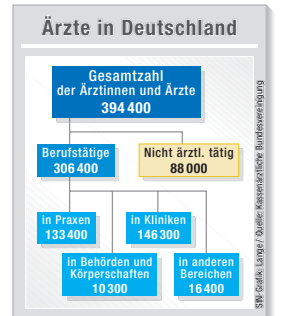 Ärzte in Deutschland
Gesamtzahl
der Ärztinnen und Ärzte
394 400
Berufstätige
306 400
Nicht ärztl. tätig
88 000
in Praxen
133 400
in Kliniken
146 300
in Behörden und
Körperschaften
10 300
in anderen
Bereichen
16 400
SIN-Grafik: Lange / Quelle: Kassenärztliche Bundesvereinigung